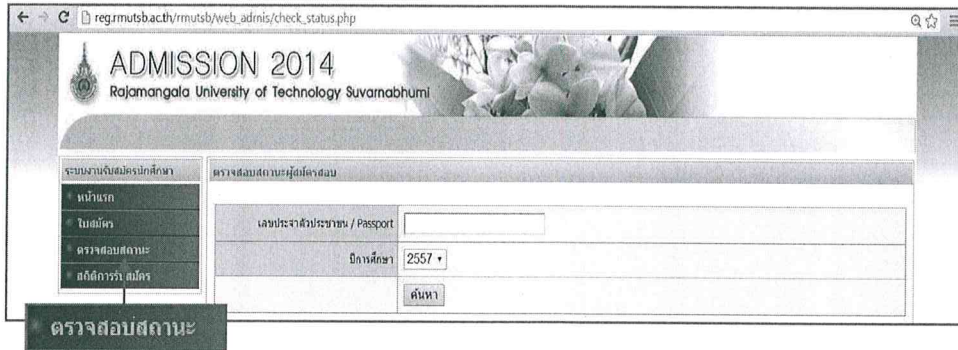 reg.rmutsb.ac.th/rmutsb/web_admis/check_status.php
ADMISSION 2014
Rajamangala University of Technology Suvarnabhumi
ระบบงานรับสมัครนักศึกษา
ตรวจสอบสถานะผู้สมัครสอบ
หน้าแรก
ใบสมัคร
ตรวจสอบสถานะ
สถิติการรับสมัคร
เลขประจำตัวประชาชน / Passport
ปีการศึกษา 2557
ค้นหา
ตรวจสอบสถานะ